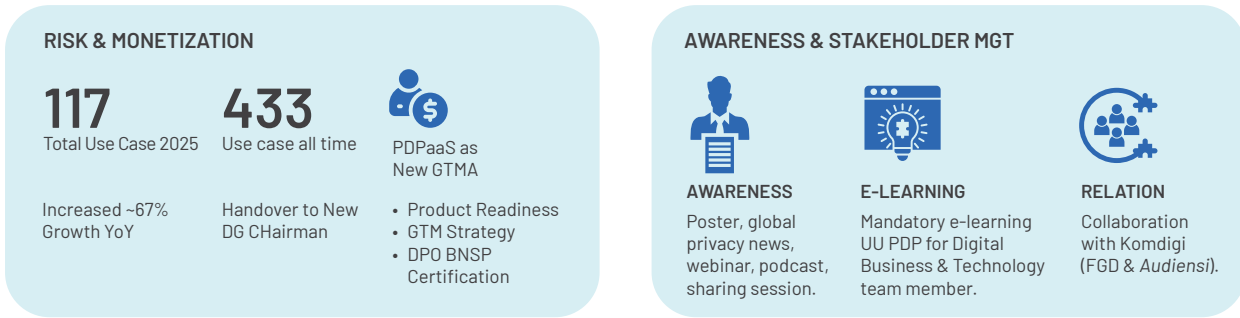 RISK & MONETIZATION
117
Total Use Case 2025
Increased ~67%
Growth YoY
433
Use case all time
Handover to New
DG CHairman
$
PDPaaS as
New GTMA
• Product Readiness
• GTM Strategy
• DPO BNSP
Certification
AWARENESS & STAKEHOLDER MGT
AWARENESS
Poster, global
privacy news,
webinar, podcast,
sharing session.
E-LEARNING
Mandatory e-learning
UU PDP for Digital
Business & Technology
team member.
RELATION
Collaboration
with Komdigi
(FGD & Audiensi).